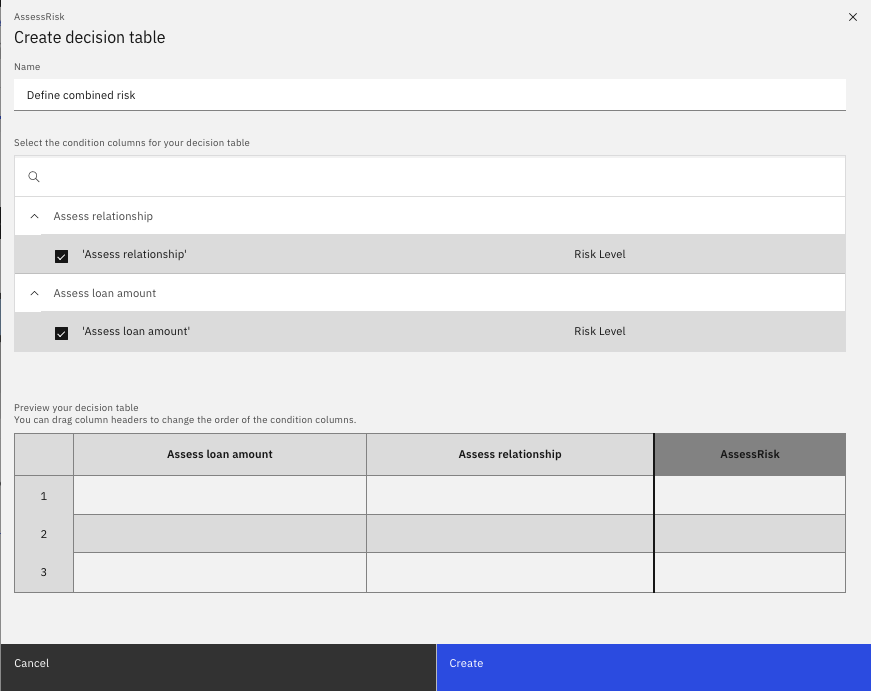 AssessRisk
Create decision table
Name
Define combined risk
Select the condition columns for your decision table
Assess relationship
'Assess relationship' Risk Level
Assess loan amount
'Assess loan amount' Risk Level
Preview your decision table
You can drag column headers to change the order of the condition columns.
Assess loan amount Assess relationship AssessRisk
1
2
3
Cancel Create